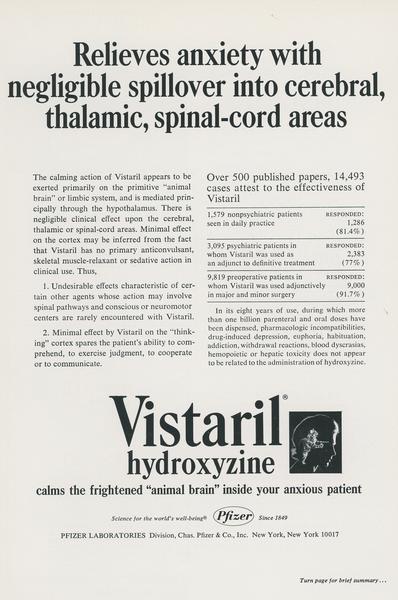 Relieves anxiety with
negligible spillover into cerebral,
thalamic, spinal-cord areas
The calming action of Vistaril appears to be
exerted primarily on the primitive “animal
brain” or limbic system, and is mediated prin-
cipally through the hypothalamus. There is
negligible clinical effect upon the cerebral,
thalamic or spinal-cord areas. Minimal effect
on the cortex may be inferred from the fact
that Vistaril has no primary anticonvulsant,
skeletal muscle-relaxant or sedative action in
clinical use. Thus,
1. Undesirable effects characteristic of cer-
tain other agents whose action may involve
spinal pathways and conscious or neuromotor
centers are rarely encountered with Vistaril.
2. Minimal effect by Vistaril on the “think-
ing” cortex spares the patient's ability to com-
prehend, to exercise judgment, to cooperate
or to communicate.
Over 500 published papers, 14,493
cases attest to the effectiveness of
Vistaril
1,579 nonpsychiatric patients RESPONDED:
seen in daily practice 1,286
(81.4%)
3,095 psychiatric patients in RESPONDED:
whom Vistaril was used as 2,383
an adjunct to definitive treatment (77%)
9,819 preoperative patients in RESPONDED:
whom Vistaril was used adjunctively 9,000
in major and minor surgery (91.7%)
In its eight years of use, during which more
than one billion parenteral and oral doses have
been dispensed, pharmacologic incompatibilities,
drug-induced depression, euphoria, habituation,
addiction, withdrawal reactions, blood dyscrasias,
hemopoietic or hepatic toxicity does not appear
to be related to the administration of hydroxyzine.
Vistaril®
hydroxyzine
calms the frightened “animal brain” inside your anxious patient
Science for the world's well-being® Pfizer Since 1849
PFIZER LABORATORIES Division, Chas. Pfizer & Co., Inc. New York, New York 10017
Turn page for brief summary...